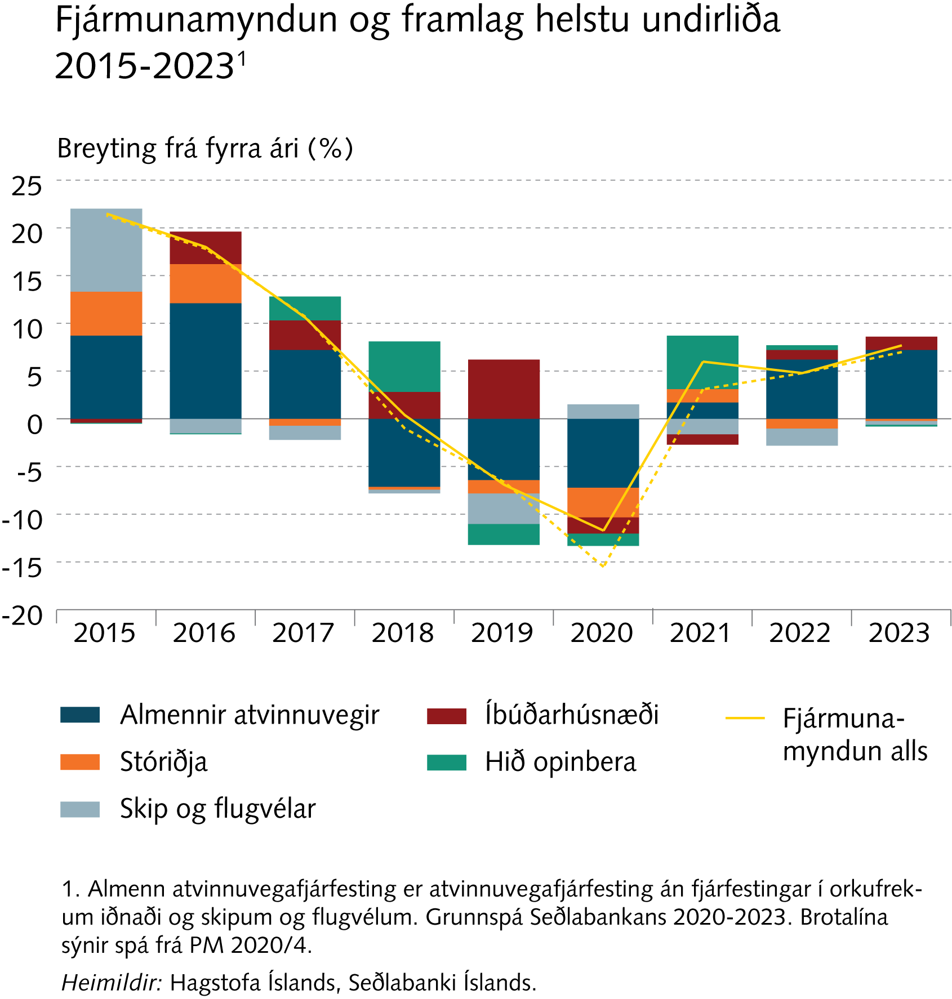 Fjármunamyndun og framlag helstu undirliða
2015-2023¹
Breyting frá fyrra ári (%)
25
20
15
10
5
0
-5
-10
-15
-20
2015 2016 2017 2018 2019 2020 2021 2022 2023
Almennir atvinnuvegir
Stóriðja
Skip og flugvélar
Íbúðarhúsnæði
Hið opinbera
Fjármuna-
myndun alls
1. Almenn atvinnuvegafjárfesting er atvinnuvegafjárfesting án fjárfestingar í orkufrek-
um iðnaði og skipum og flugvélum. Grunnspá Seðlabankans 2020-2023. Brotalína
sýnir spá frá PM 2020/4.
Heimildir: Hagstofa Íslands, Seðlabanki Íslands.